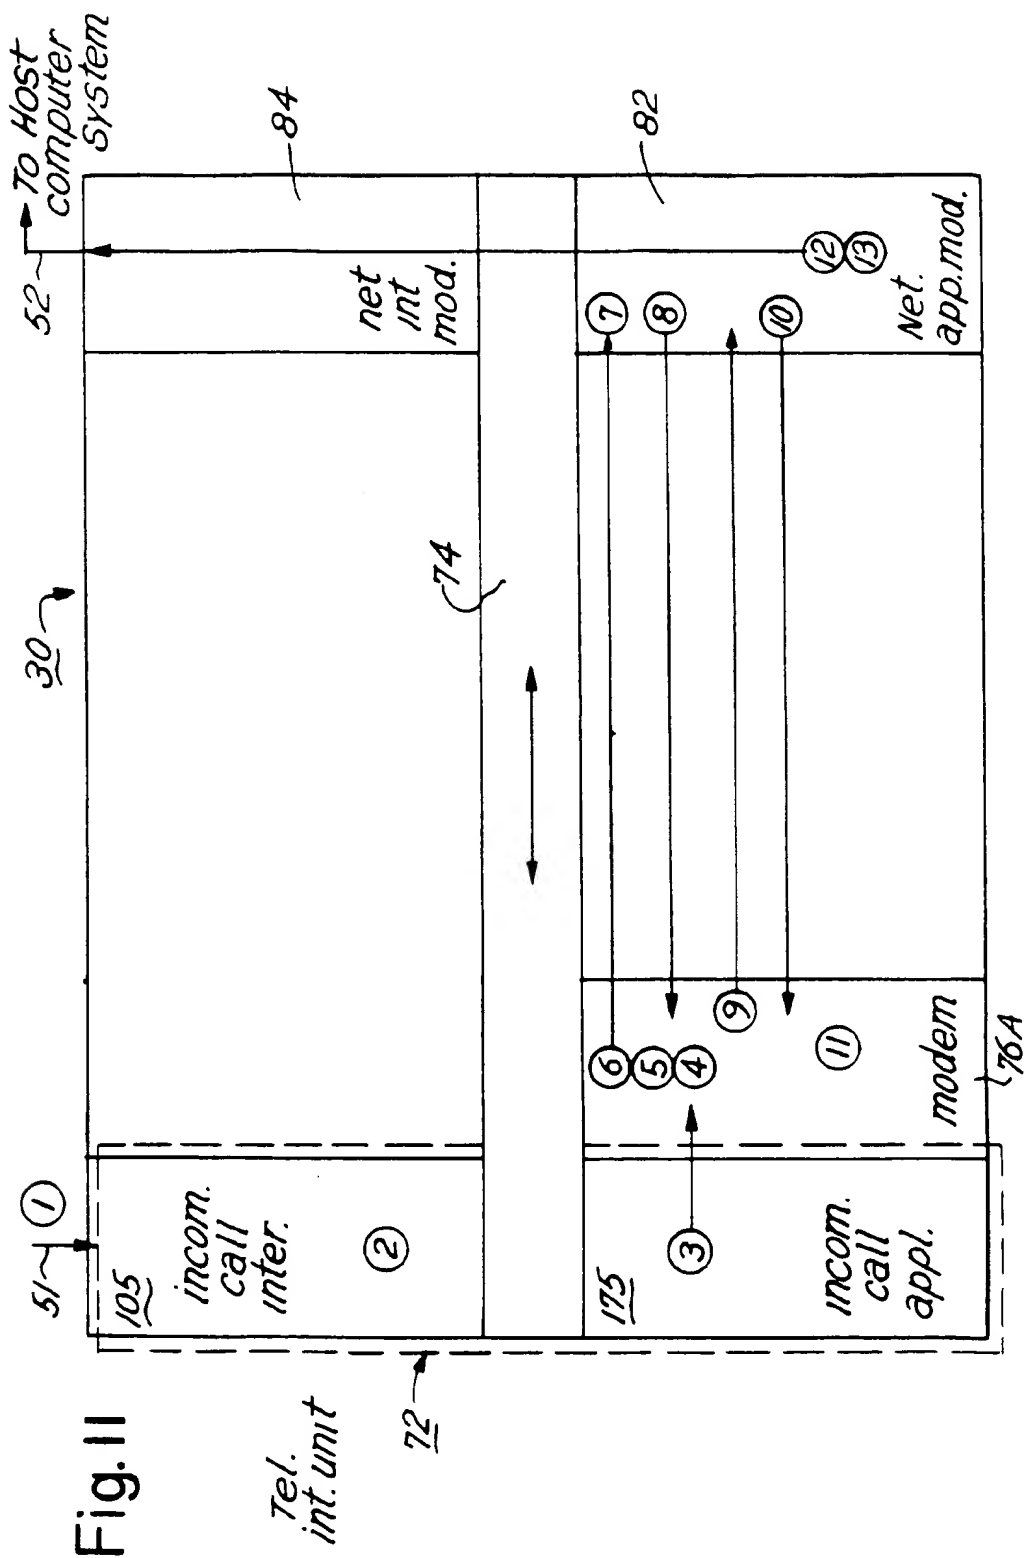 Fig. 11
Tel.
int. unit
72
51
1
105
incom.
call
inter.
2
175
3
incom.
call
appl.
30
74
6
5
4
9
11
modem
76A
52
To Host
computer
System
net
int
mod.
84
82
7
8
10
12
13
Net.
app. mod.